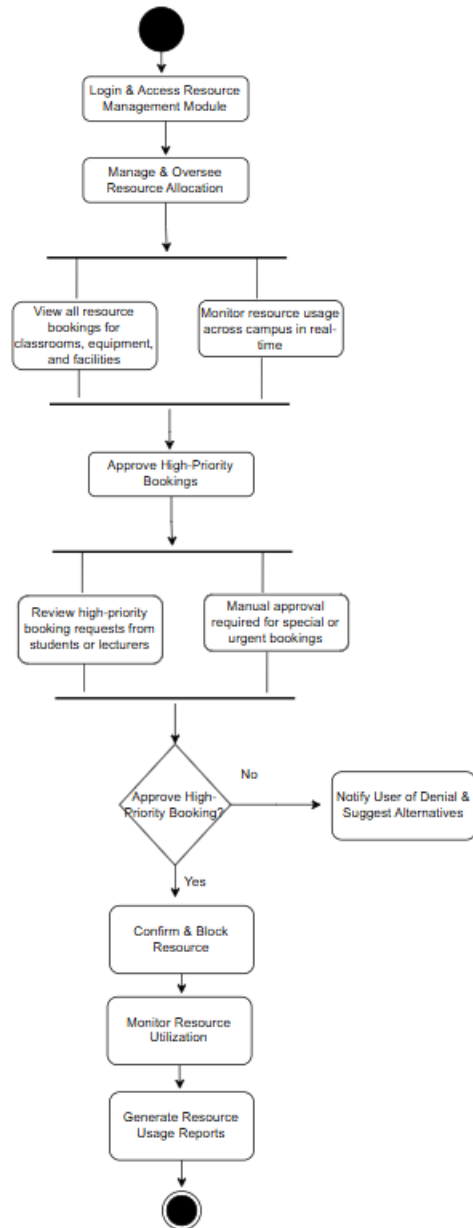 Login & Access Resource
Management Module
Manage & Oversee
Resource Allocation
View all resource
bookings for
classrooms, equipment,
and facilities
Monitor resource usage
across campus in real-
time
Approve High-Priority
Bookings
Review high-priority
booking requests from
students or lecturers
Manual approval
required for special or
urgent bookings
Approve High-
Priority Booking?
No
Notify User of Denial &
Suggest Alternatives
Yes
Confirm & Block
Resource
Monitor Resource
Utilization
Generate Resource
Usage Reports